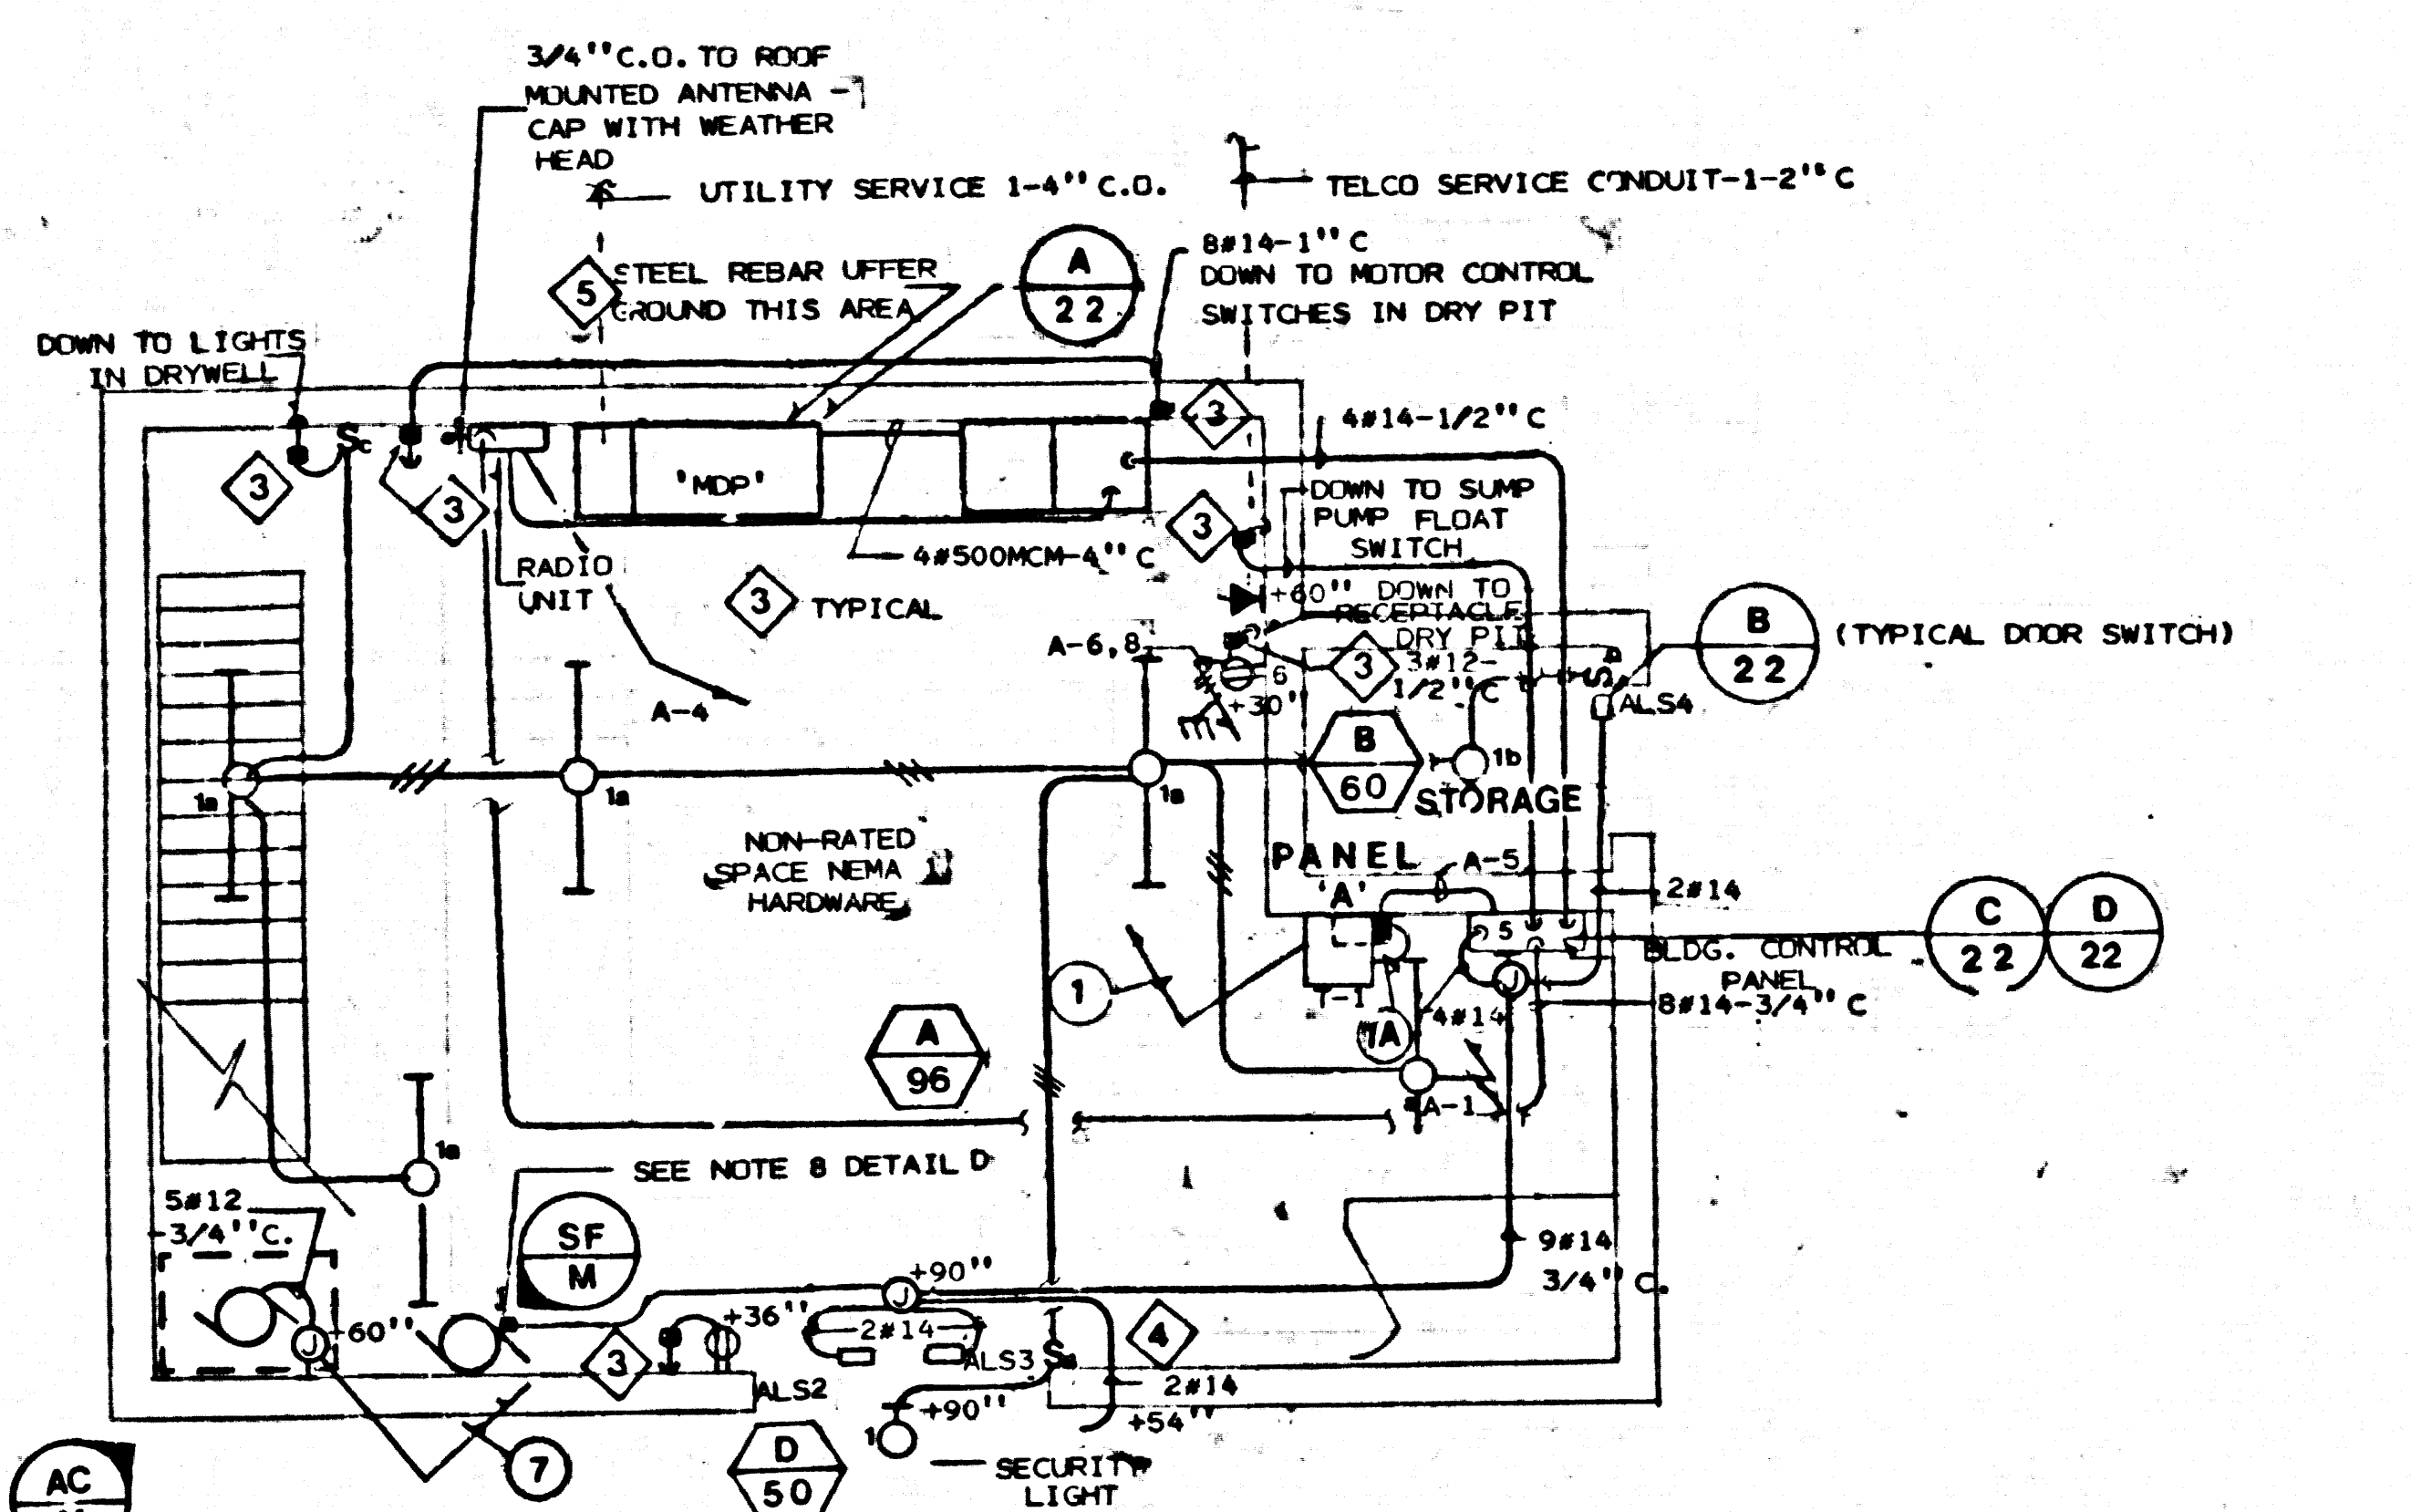 3/4''C.O. TO ROOF
MOUNTED ANTENNA -
CAP WITH WEATHER
HEAD
UTILITY SERVICE 1-4''C.O.
TELCO SERVICE CONDUIT-1-2''C
5
STEEL REBAR UFFER
GROUND THIS AREA
A
22
8#14-1''C
DOWN TO MOTOR CONTROL
SWITCHES IN DRY PIT
DOWN TO LIGHTS
IN DRYWELL
3
Sc
3
'MDP'
3
4#14-1/2''C
3
DOWN TO SUMP
PUMP FLOAT
SWITCH
4#500MCM-4''C
RADIO
UNIT
3
TYPICAL
+60''
DOWN TO
RECEPTACLE
DRY PIT
A-6,8
6
+30''
3
3#12-
1/2''C
B
22
(TYPICAL DOOR SWITCH)
ALS4
A-4
1a
1a
1a
B
60
1b
STORAGE
NON-RATED
SPACE NEMA 1
HARDWARE
PANEL
'A'
A-5
2#14
5
C
22
D
22
BLDG. CONTROL
PANEL
8#14-3/4''C
J
1
T-1
4#14
A
96
A-1
1a
SEE NOTE 8 DETAIL D
5#12
-3/4''C.
SF
M
+90''
J
9#14
3/4''C.
+60''
J
3
+36''
2#14
ALS3
4
ALS2
2#14
+90''
+54''
1
7
D
50
SECURITY
LIGHT
AC